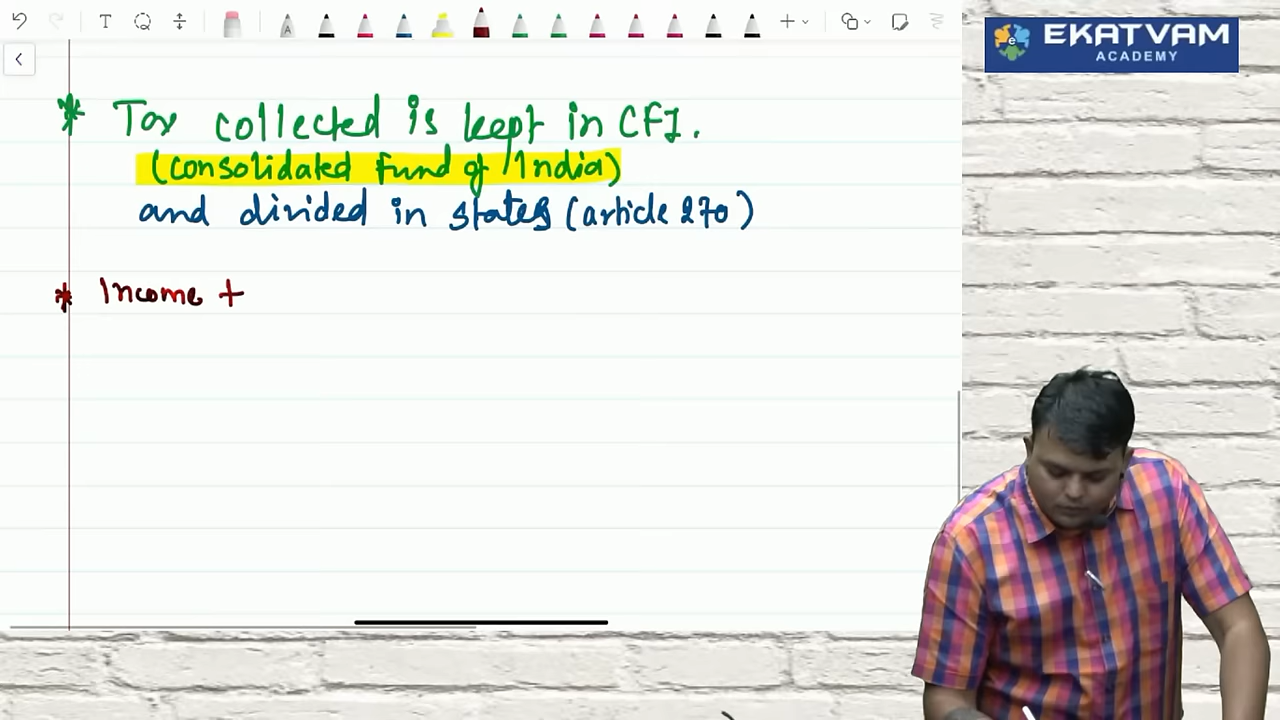 EKATVAM
ACADEMY
* Tax collected is kept in CFI.
(Consolidated Fund of India)
and divided in states (article 270)
* Income +